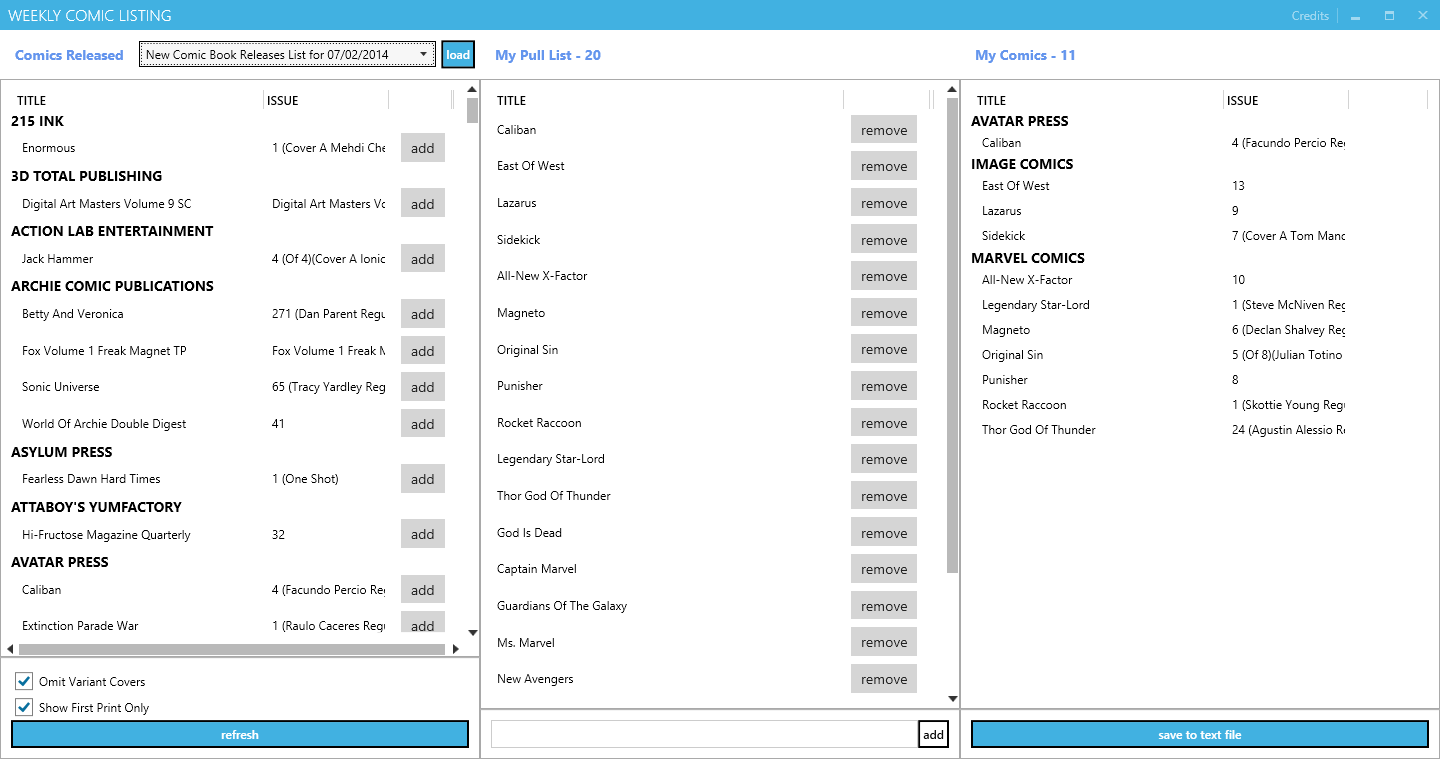 WEEKLY COMIC LISTING
Credits
Comics Released
New Comic Book Releases List for 07/02/2014
load
My Pull List - 20
My Comics - 11
TITLE ISSUE
215 INK
Enormous 1 (Cover A Mehdi Che add
3D TOTAL PUBLISHING
Digital Art Masters Volume 9 SC Digital Art Masters Vo add
ACTION LAB ENTERTAINMENT
Jack Hammer 4 (Of 4)(Cover A Ionic add
ARCHIE COMIC PUBLICATIONS
Betty And Veronica 271 (Dan Parent Regu add
Fox Volume 1 Freak Magnet TP Fox Volume 1 Freak M add
Sonic Universe 65 (Tracy Yardley Reg add
World Of Archie Double Digest 41 add
ASYLUM PRESS
Fearless Dawn Hard Times 1 (One Shot) add
ATTABOY'S YUMFACTORY
Hi-Fructose Magazine Quarterly 32 add
AVATAR PRESS
Caliban 4 (Facundo Percio Reg add
Extinction Parade War 1 (Raulo Caceres Regu add
Omit Variant Covers
Show First Print Only
refresh
TITLE
Caliban remove
East Of West remove
Lazarus remove
Sidekick remove
All-New X-Factor remove
Magneto remove
Original Sin remove
Punisher remove
Rocket Raccoon remove
Legendary Star-Lord remove
Thor God Of Thunder remove
God Is Dead remove
Captain Marvel remove
Guardians Of The Galaxy remove
Ms. Marvel remove
New Avengers remove
add
TITLE ISSUE
AVATAR PRESS
Caliban 4 (Facundo Percio Reg
IMAGE COMICS
East Of West 13
Lazarus 9
Sidekick 7 (Cover A Tom Mand
MARVEL COMICS
All-New X-Factor 10
Legendary Star-Lord 1 (Steve McNiven Reg
Magneto 6 (Declan Shalvey Reg
Original Sin 5 (Of 8)(Julian Totino
Punisher 8
Rocket Raccoon 1 (Skottie Young Regu
Thor God Of Thunder 24 (Agustin Alessio Re
save to text file